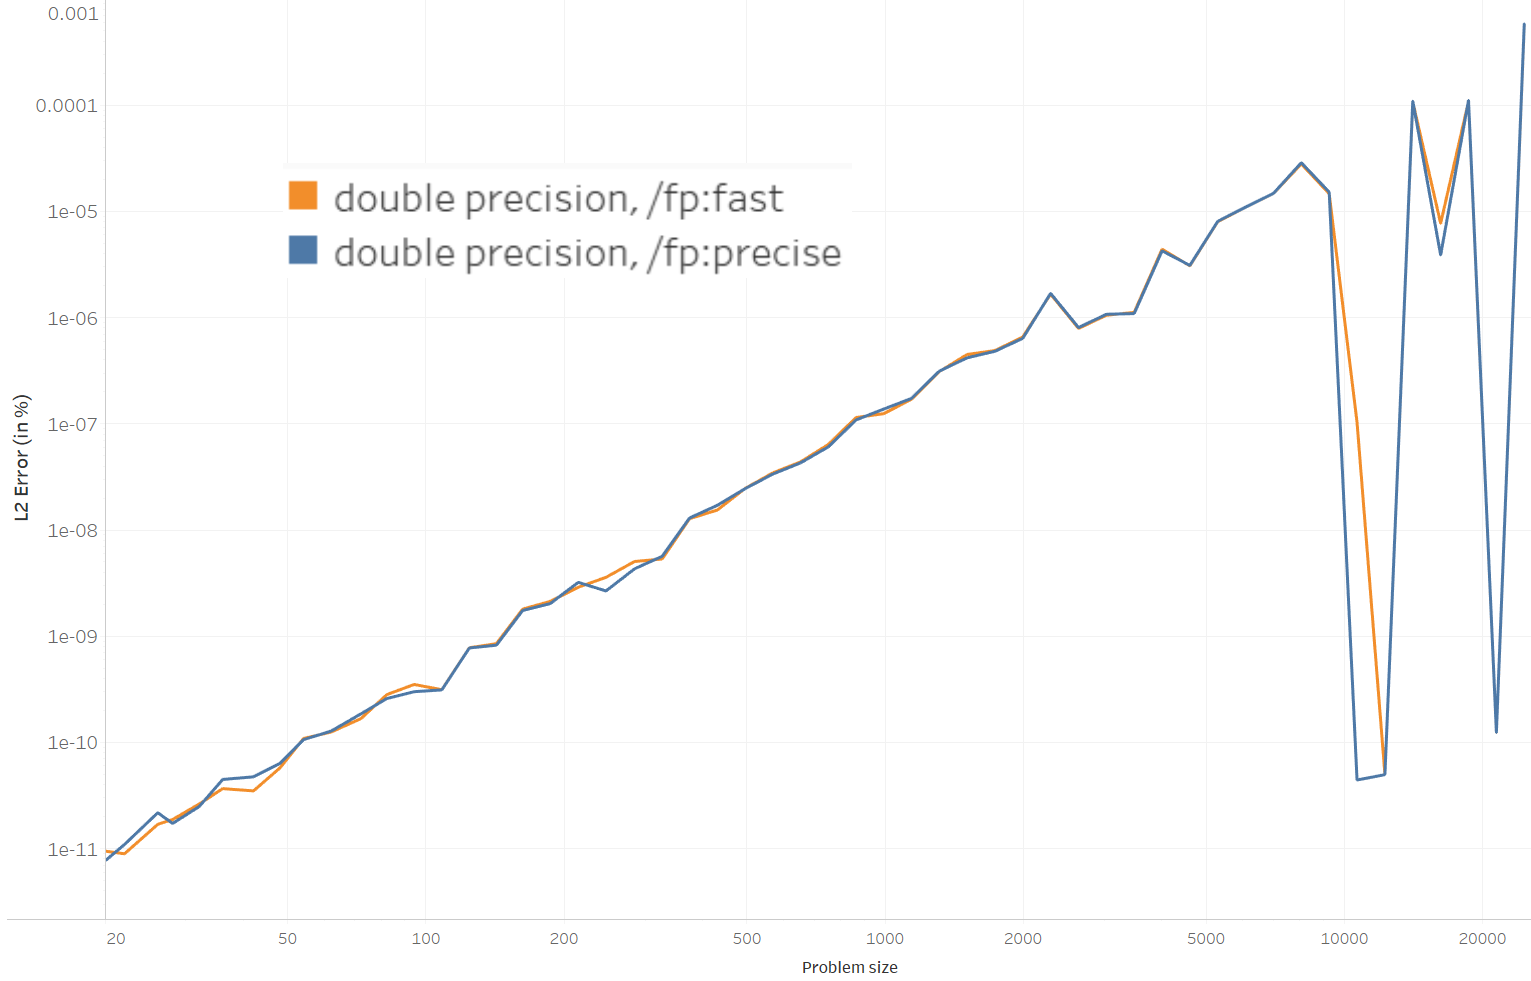 0.001
0.0001
1e-05
1e-06
1e-07
1e-08
1e-09
1e-10
1e-11
L2 Error (in %)
double precision, /fp:fast
double precision, /fp:precise
20 50 100 200 500 1000 2000 5000 10000 20000
Problem size